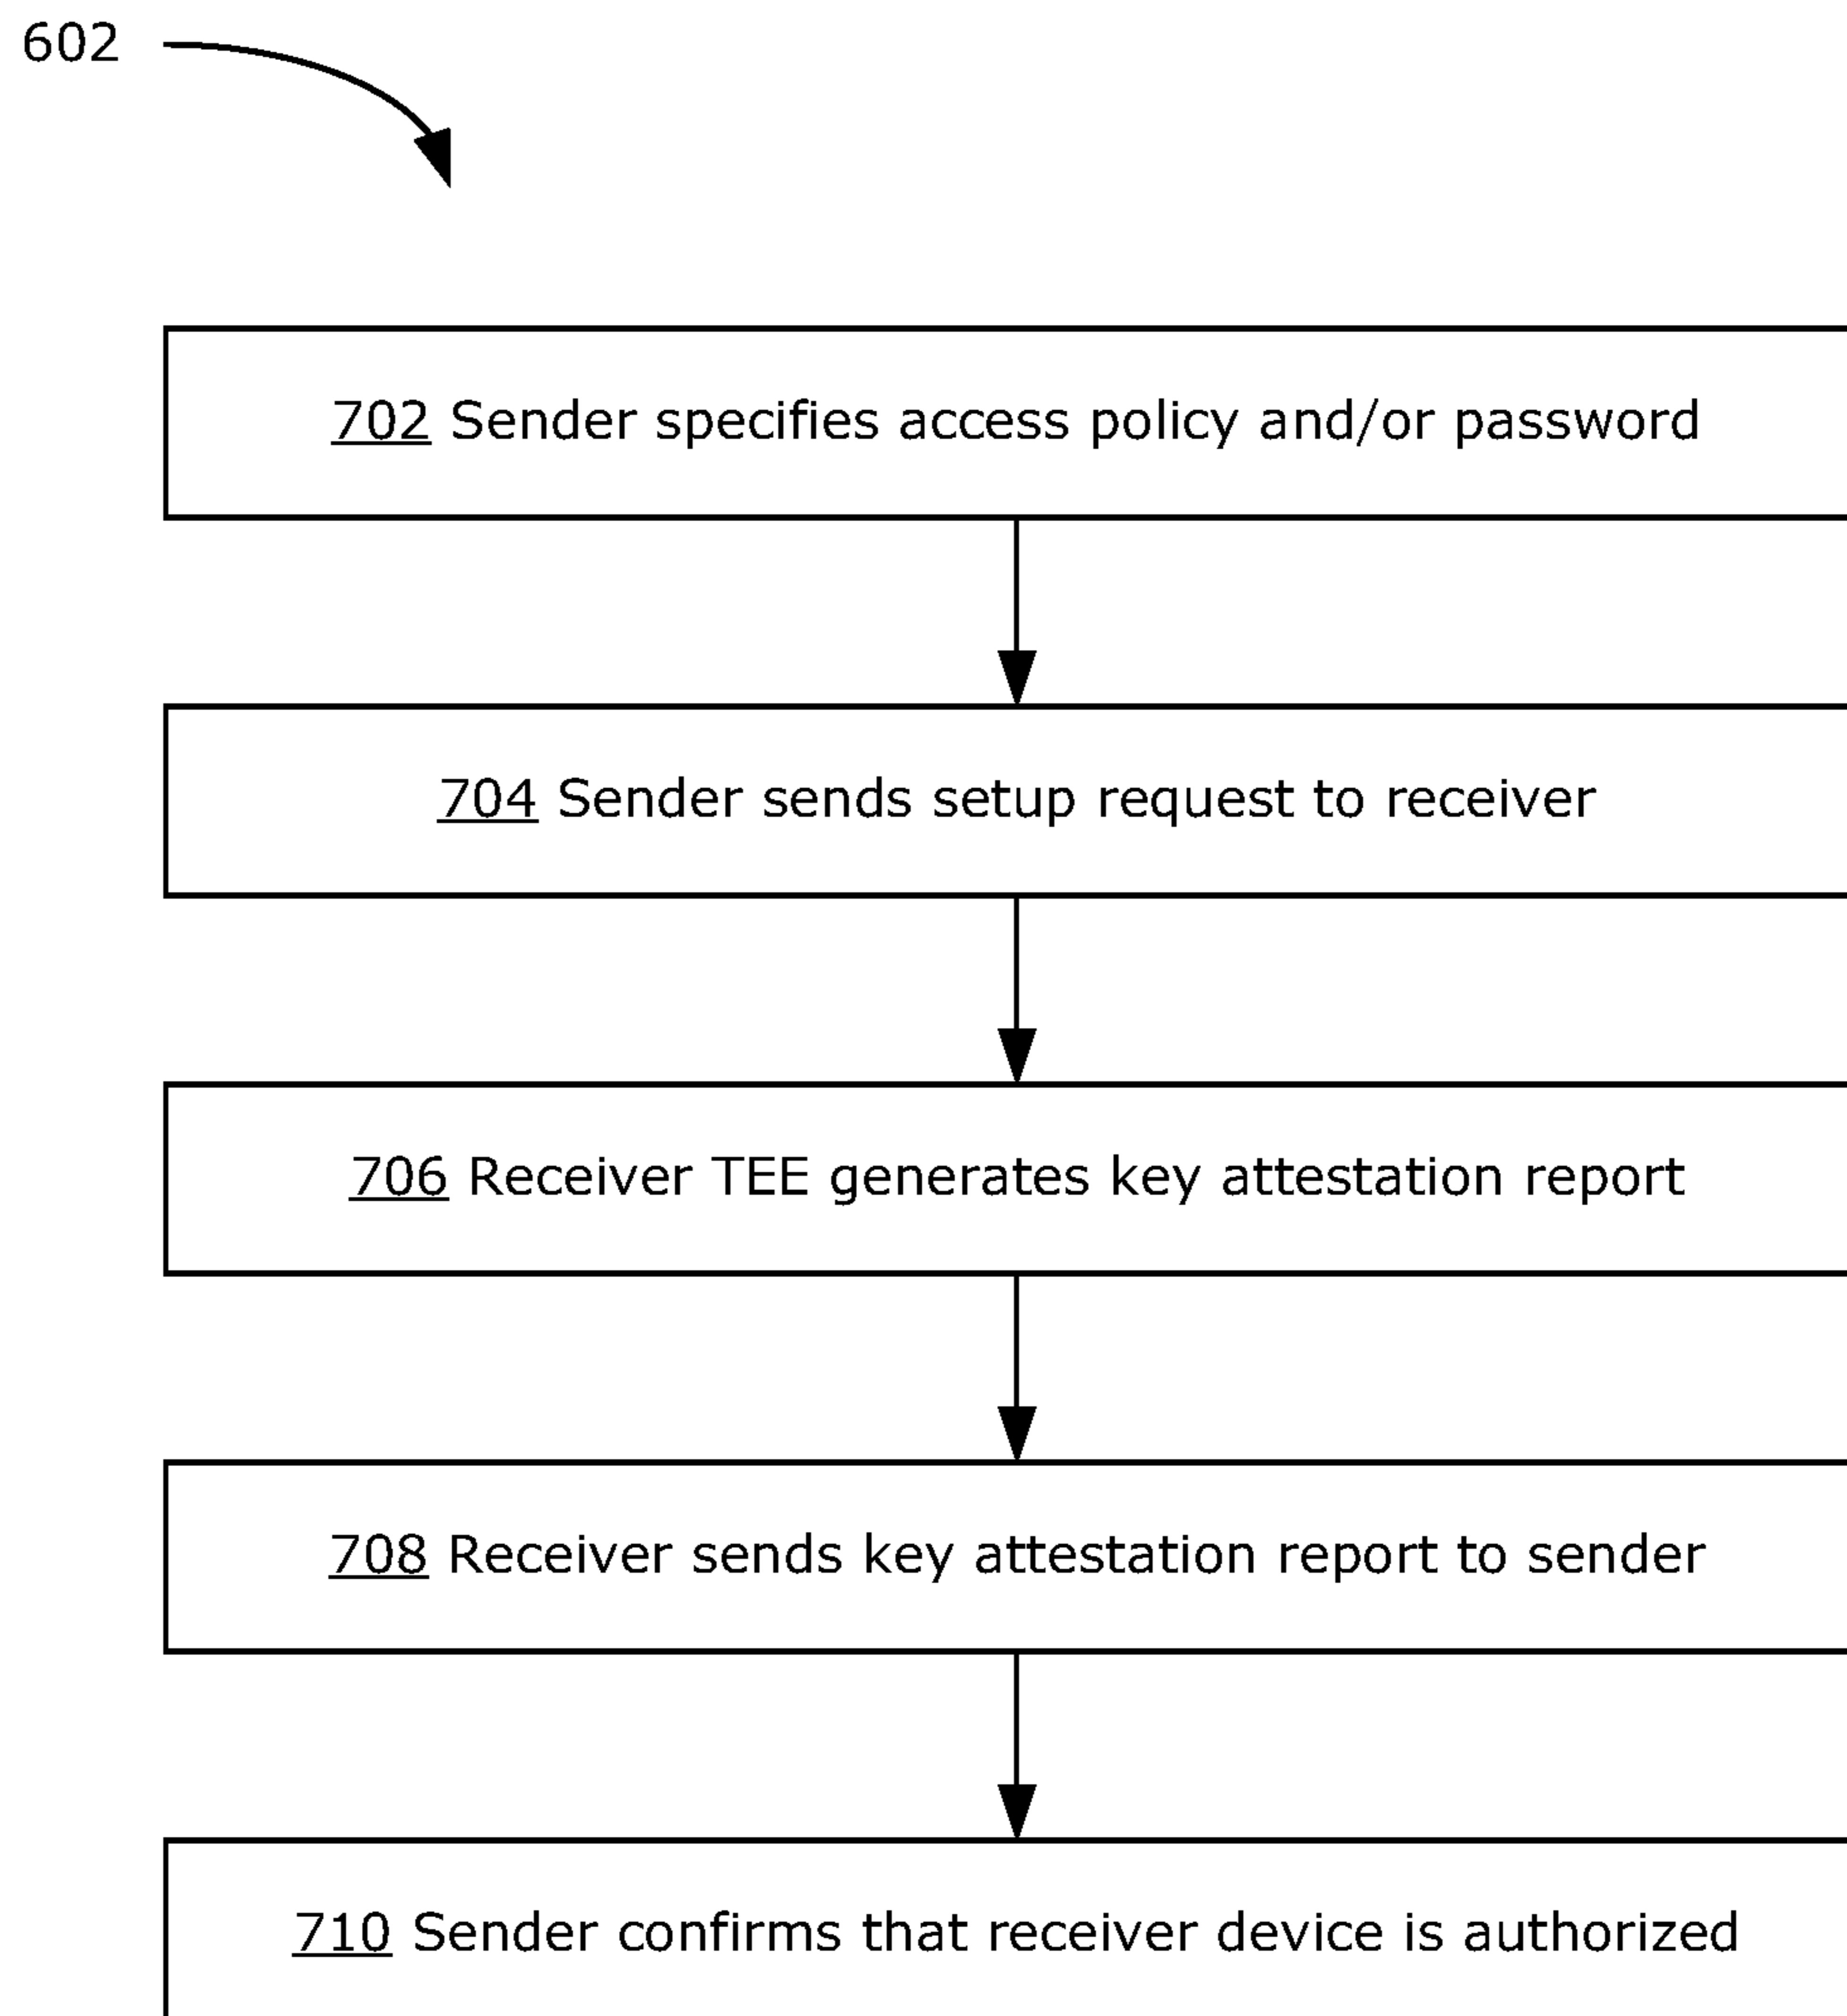 602
702 Sender specifies access policy and/or password
704 Sender sends setup request to receiver
706 Receiver TEE generates key attestation report
708 Receiver sends key attestation report to sender
710 Sender confirms that receiver device is authorized